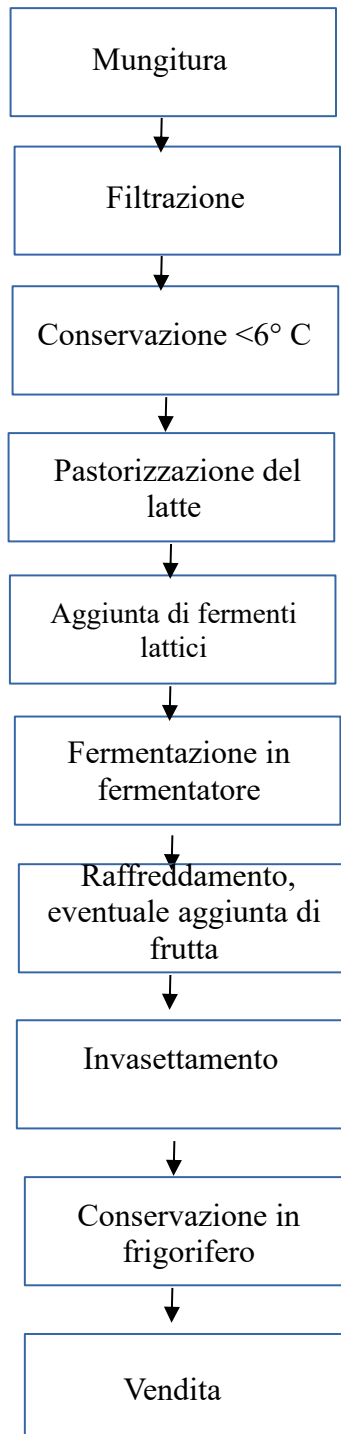 Mungitura
Filtrazione
Conservazione <6° C
Pastorizzazione del
latte
Aggiunta di fermenti
lattici
Fermentazione in
fermentatore
Raffreddamento,
eventuale aggiunta di
frutta
Invasettamento
Conservazione in
frigorifero
Vendita